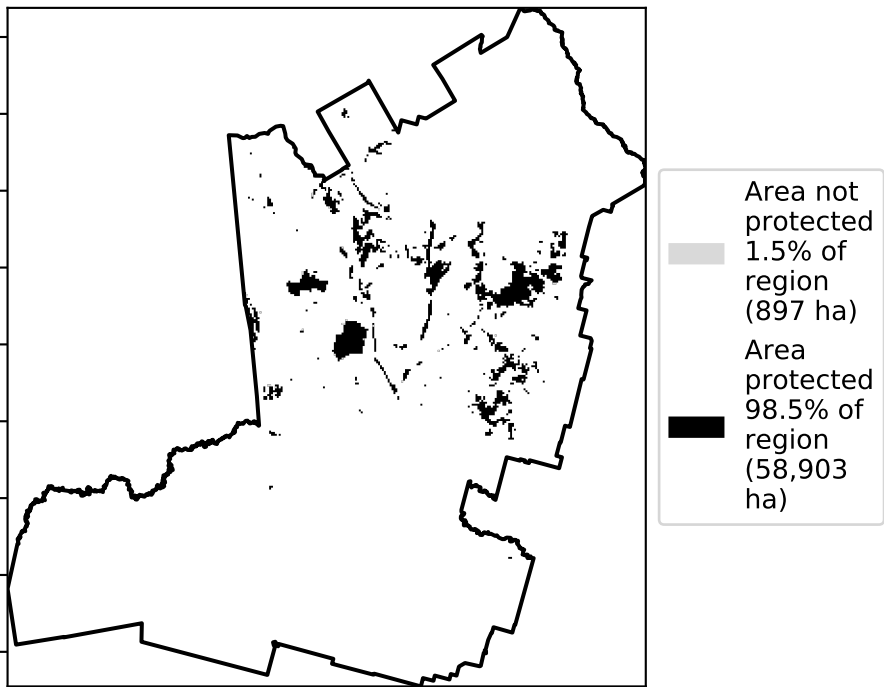 Area not
protected
1.5% of
region
(897 ha)
Area
protected
98.5% of
region
(58,903
ha)